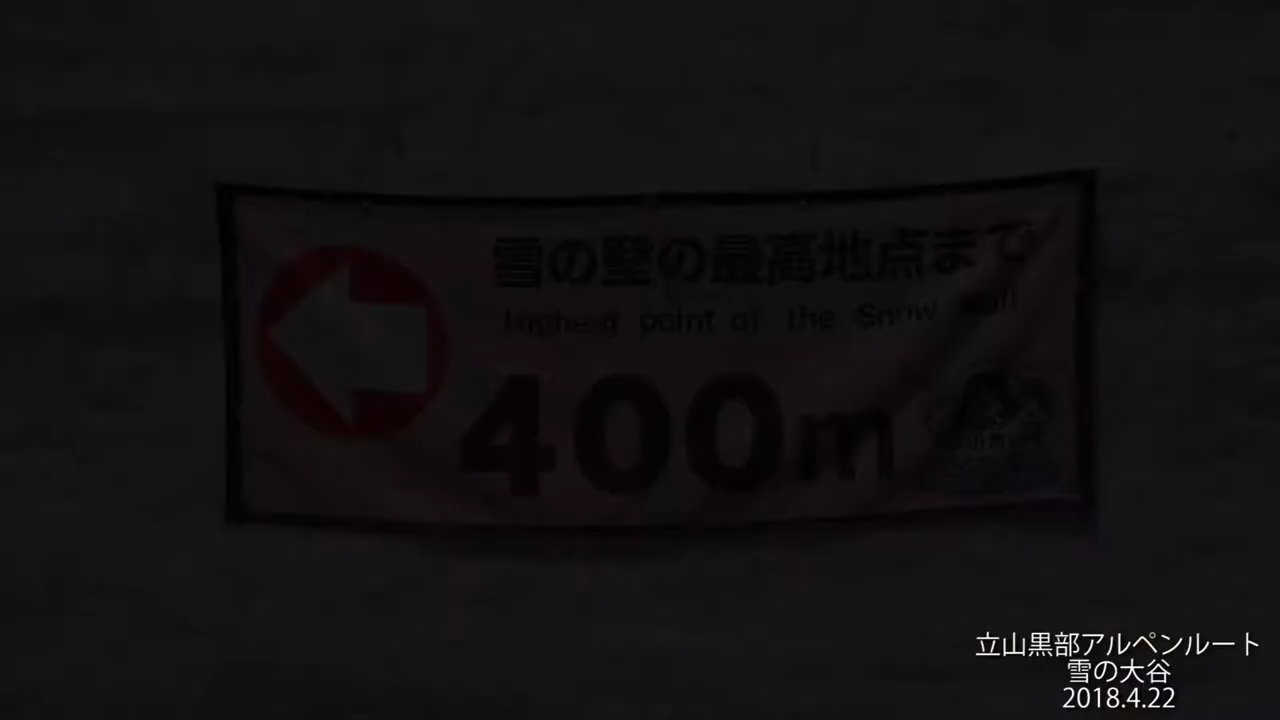 雪の壁の最高地点まで
Highest point of the Snow wall
400m
立山黒部アルペンルート
雪の大谷
2018.4.22